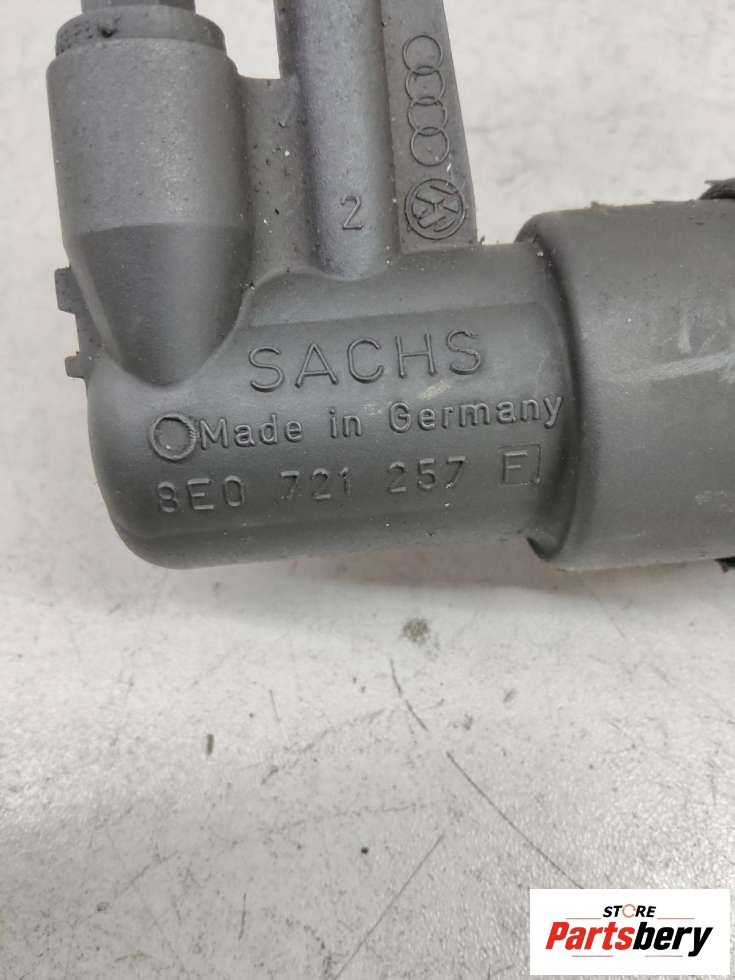 2
SACHS
Made in Germany
8E0 721 257 F
STORE
Partsbery